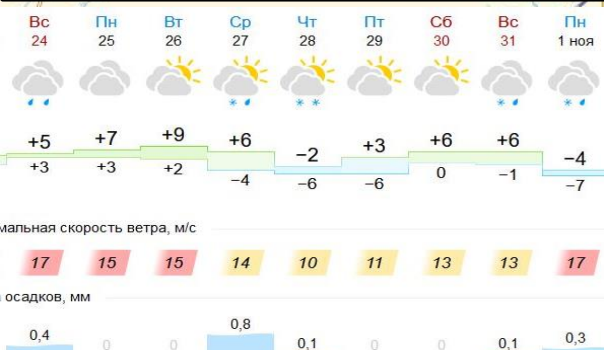 Вс Пн Вт Ср Чт Пт Сб Вс Пн
24 25 26 27 28 29 30 31 1 ноя
+5 +7 +9 +6 −2 +3 +6 +6 −4
+3 +3 +2 −4 −6 −6 0 −1 −7
мальная скорость ветра, м/с
17 15 15 14 10 11 13 13 17
осадков, мм
0,4 0 0 0,8 0,1 0 0 0,1 0,3